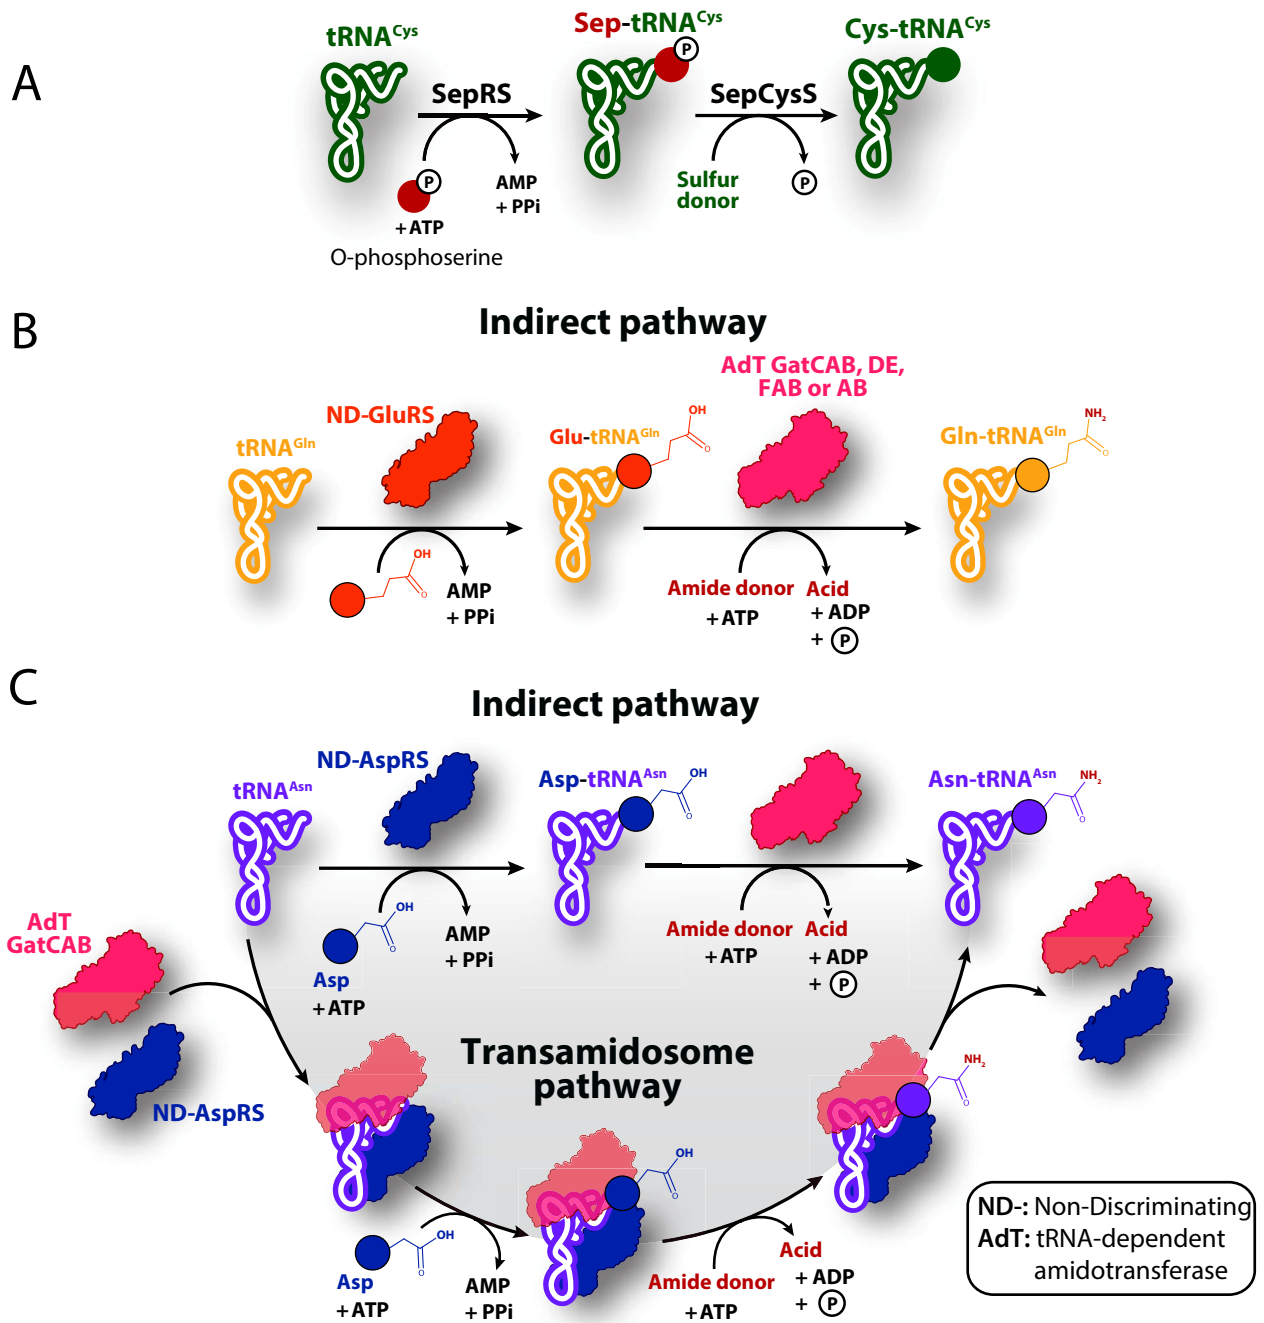 A
tRNACys
SepRS
P
+ATP
O-phosphoserine
AMP
+ PPi
Sep-tRNACys
P
SepCysS
Sulfur
donor
P
Cys-tRNACys
B
Indirect pathway
tRNAGln
ND-GluRS
OH
O
AMP
+ PPi
Glu-tRNAGln
OH
O
AdT GatCAB, DE,
FAB or AB
Amide donor
+ATP
Acid
+ ADP
+ P
Gln-tRNAGln
NH2
O
C
Indirect pathway
tRNAAsn
ND-AspRS
OH
O
Asp
+ATP
AMP
+ PPi
Asp-tRNAAsn
OH
O
Amide donor
+ATP
Acid
+ ADP
+ P
Asn-tRNAAsn
NH2
O
AdT
GatCAB
ND-AspRS
Transamidosome
pathway
OH
O
Asp
+ATP
AMP
+ PPi
OH
O
Amide donor
+ATP
Acid
+ ADP
+ P
NH2
O
ND-: Non-Discriminating
AdT: tRNA-dependent
amidotransferase